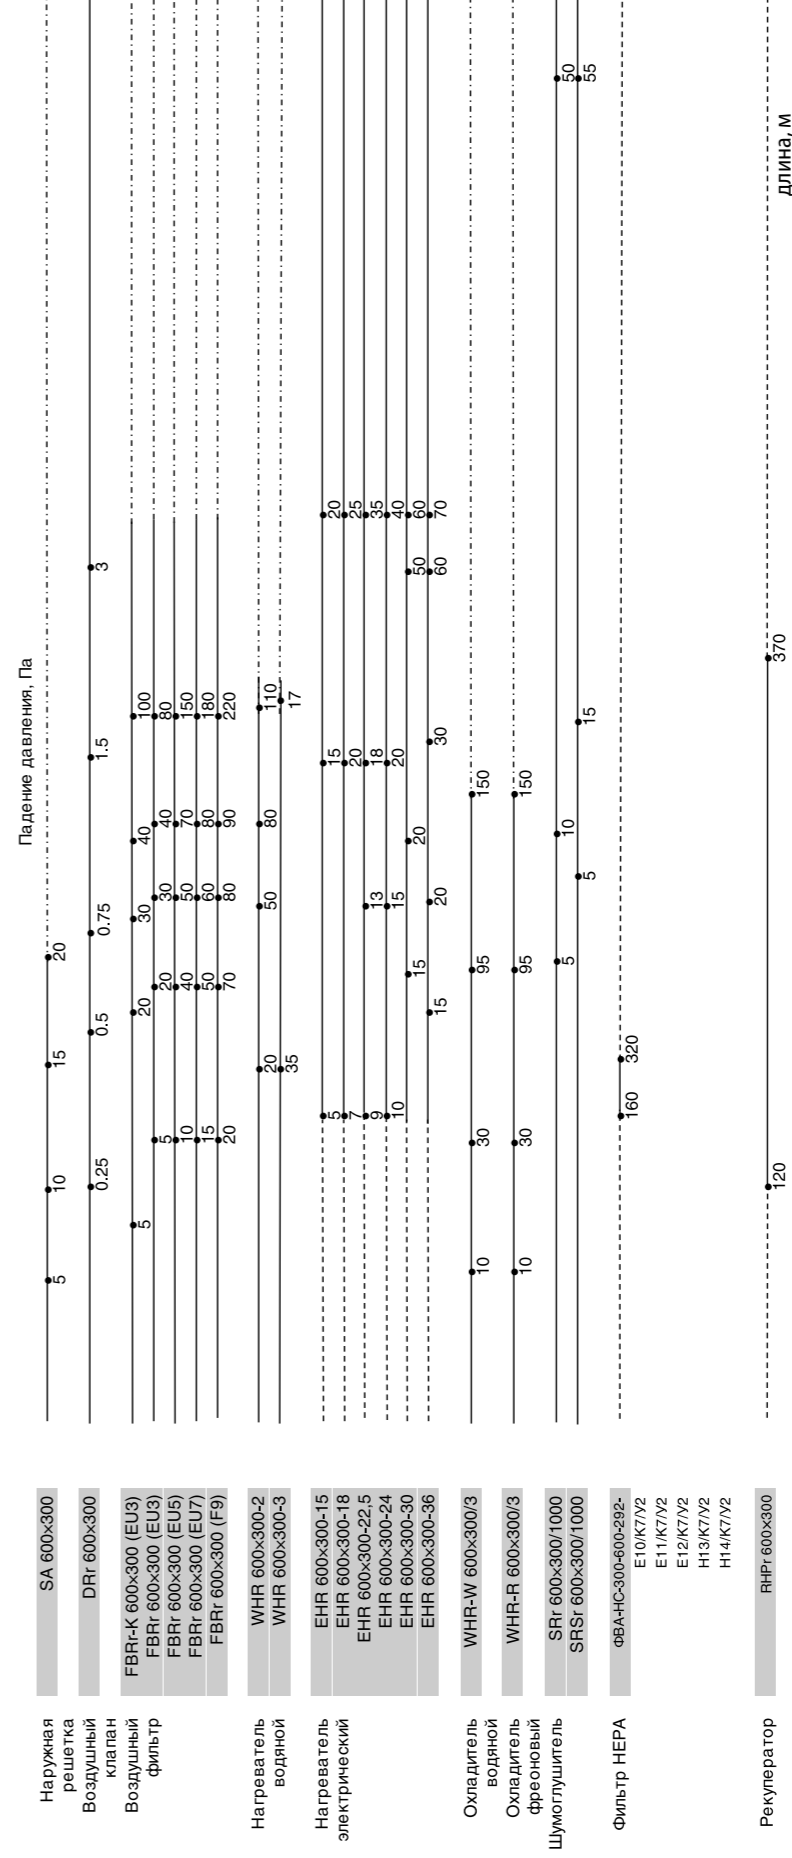 Падение давления, Па
Наружная
решетка
SA 600×300
5 10 15 20
Воздушный
клапан
DRr 600×300
0.25 0.5 0.75 1.5 3
Воздушный
фильтр
FBRr-K 600×300 (EU3)
5 20 30 40 100
FBRr 600×300 (EU3)
5 20 30 40 80
FBRr 600×300 (EU5)
10 40 50 70 150
FBRr 600×300 (EU7)
15 50 60 80 180
FBRr 600×300 (F9)
20 70 80 90 220
Нагреватель
водяной
WHR 600×300-2
20 50 80 110
WHR 600×300-3
35 17
Нагреватель
электрический
EHR 600×300-15
5 15 20
EHR 600×300-18
7 20 25
EHR 600×300-22,5
9 13 18 35
EHR 600×300-24
10 15 20 40
EHR 600×300-30
15 20 50 60
EHR 600×300-36
15 20 30 60 70
Охладитель
водяной
WHR-W 600×300/3
10 30 95 150
Охладитель
фреоновый
WHR-R 600×300/3
10 30 95 150
Шумоглушитель
SRr 600×300/1000
5 10 50
SRSr 600×300/1000
5 15 55
Фильтр HEPA
ФВА-НС-300-600-292-
160 320
E10/K7/У2
E11/K7/У2
E12/K7/У2
H13/K7/У2
H14/K7/У2
Рекуператор
RHPr 600×300
120 370
длина, м